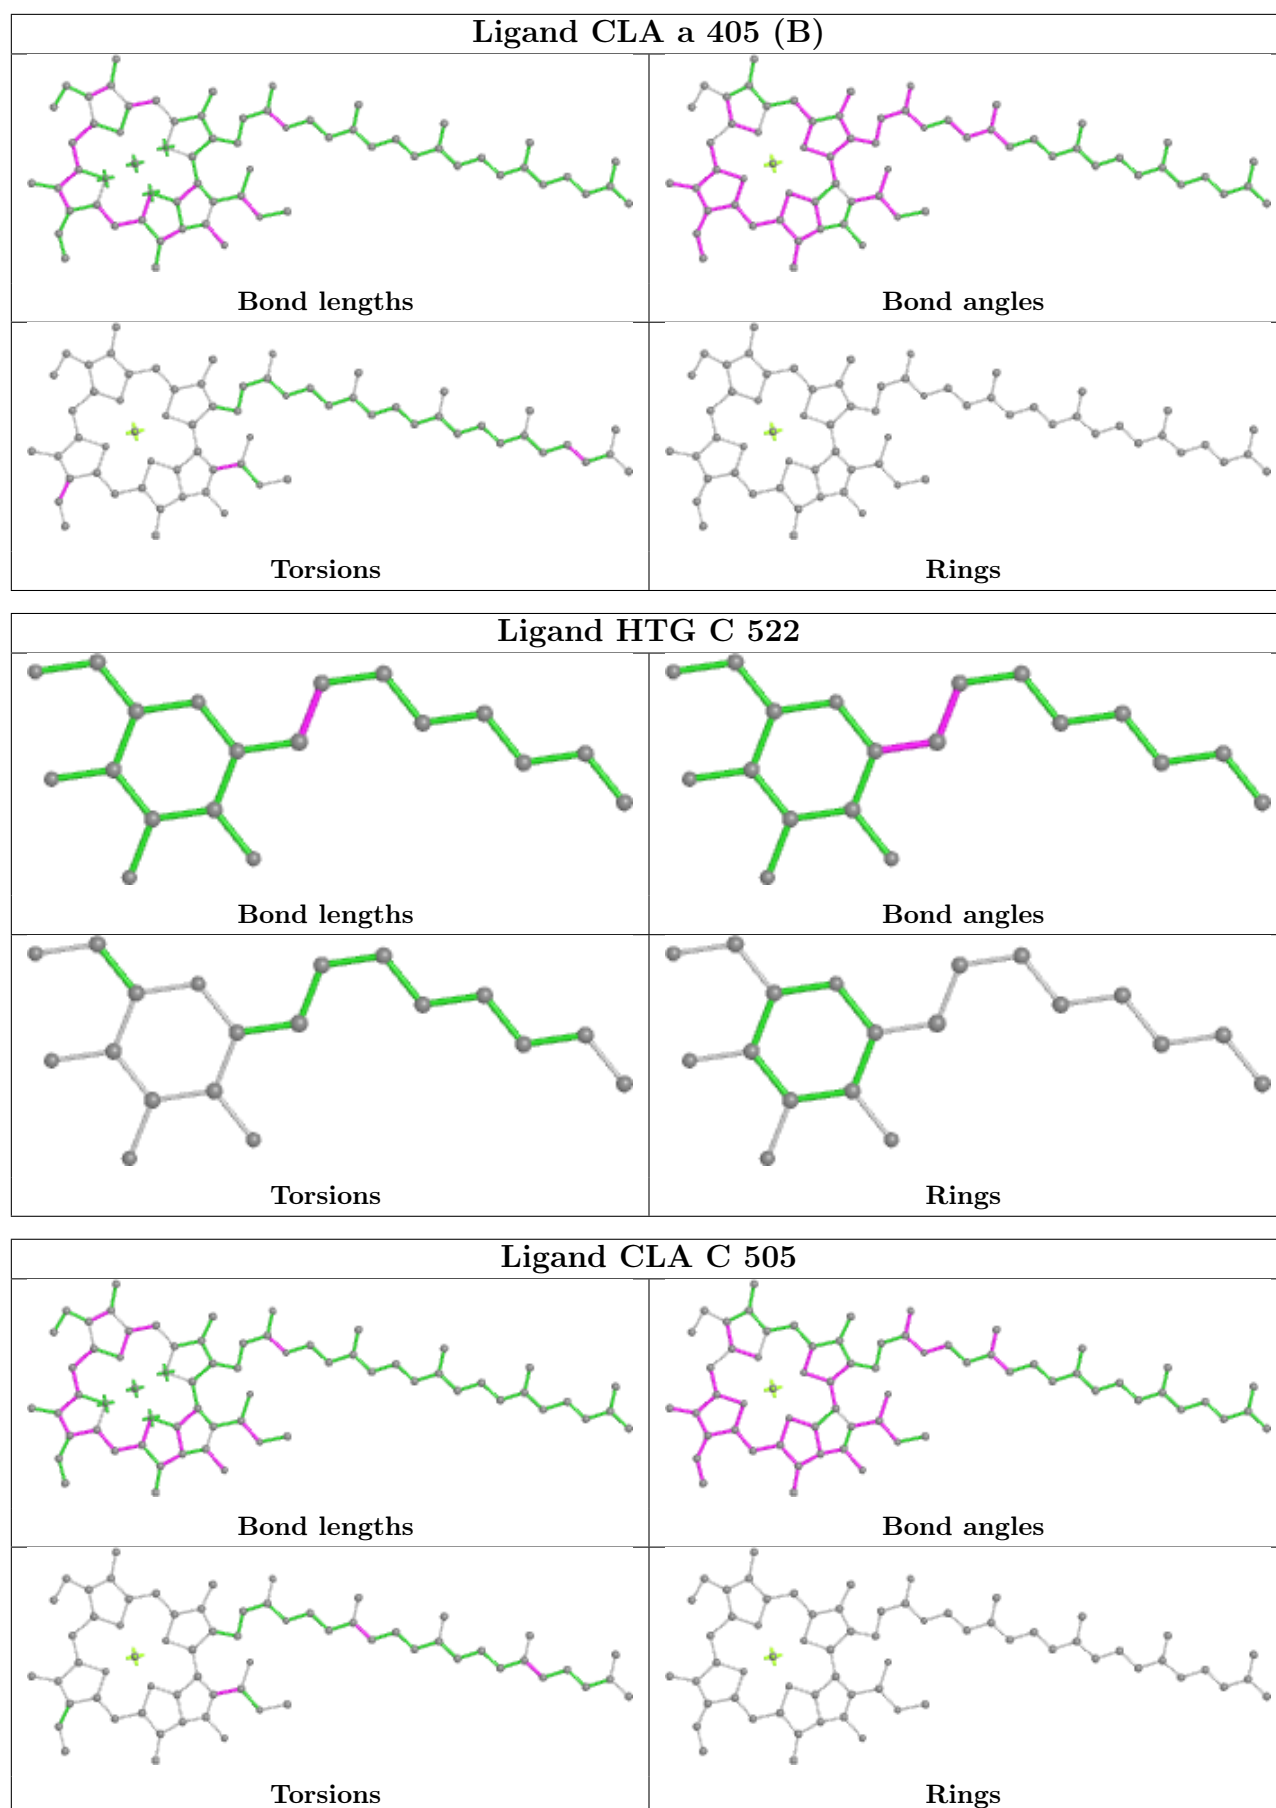 Ligand CLA a 405 (B)
Bond lengths
Bond angles
Torsions
Rings
Ligand HTG C 522
Bond lengths
Bond angles
Torsions
Rings
Ligand CLA C 505
Bond lengths
Bond angles
Torsions
Rings